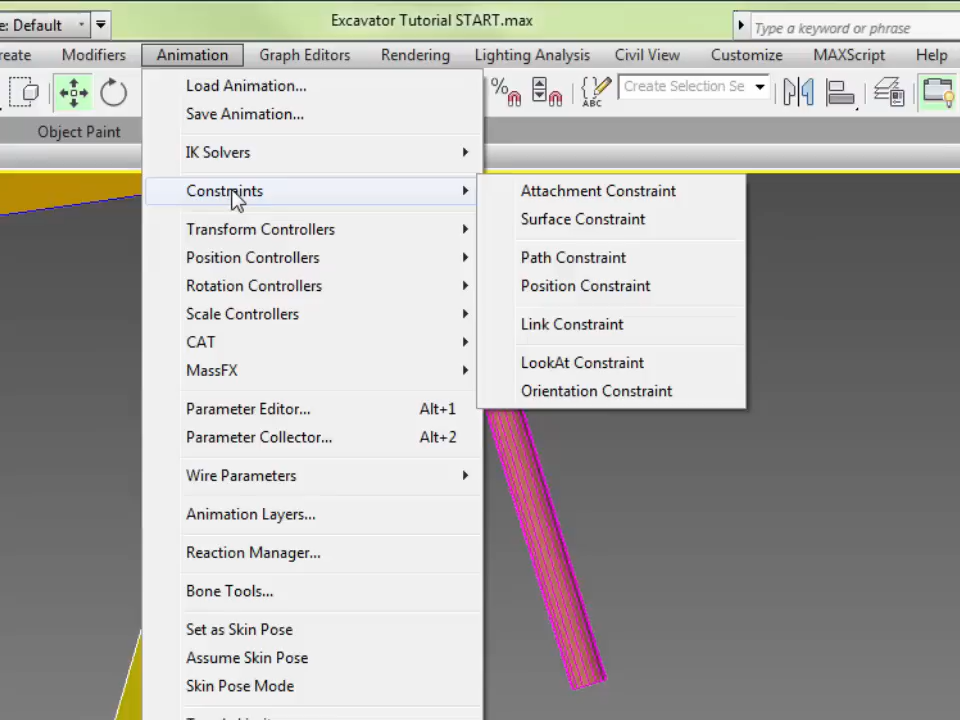 e: Default
Excavator Tutorial START.max
Type a keyword or phrase
reate Modifiers Animation Graph Editors Rendering Lighting Analysis Civil View Customize MAXScript Help
ABC
Create Selection Se
Object Paint
Load Animation...
Save Animation...
IK Solvers
Constraints
Transform Controllers
Position Controllers
Rotation Controllers
Scale Controllers
CAT
MassFX
Parameter Editor... Alt+1
Parameter Collector... Alt+2
Wire Parameters
Animation Layers...
Reaction Manager...
Bone Tools...
Set as Skin Pose
Assume Skin Pose
Skin Pose Mode
Attachment Constraint
Surface Constraint
Path Constraint
Position Constraint
Link Constraint
LookAt Constraint
Orientation Constraint